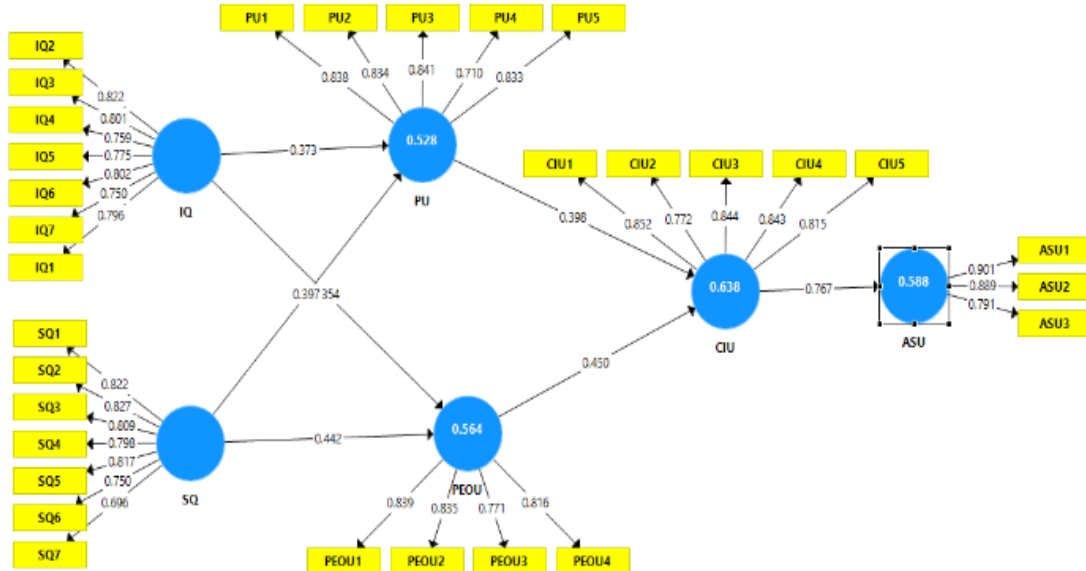 PU1 PU2 PU3 PU4 PU5
0.838 0.834 0.841 0.710 0.833
IQ2
IQ3
IQ4
IQ5
IQ6
IQ7
IQ1
0.822
0.801
0.759
0.775
0.802
0.750
0.796
IQ
0.373
0.528
PU
CIU1 CIU2 CIU3 CIU4 CIU5
0.852 0.772 0.844 0.843 0.815
0.398
0.638
CIU
0.767
0.588
ASU
0.901
0.889
0.791
ASU1
ASU2
ASU3
0.397 354
0.450
SQ1
SQ2
SQ3
SQ4
SQ5
SQ6
SQ7
0.822
0.827
0.809
0.798
0.817
0.750
0.696
SQ
0.442
0.564
PEOU
0.839 0.835 0.771 0.816
PEOU1 PEOU2 PEOU3 PEOU4